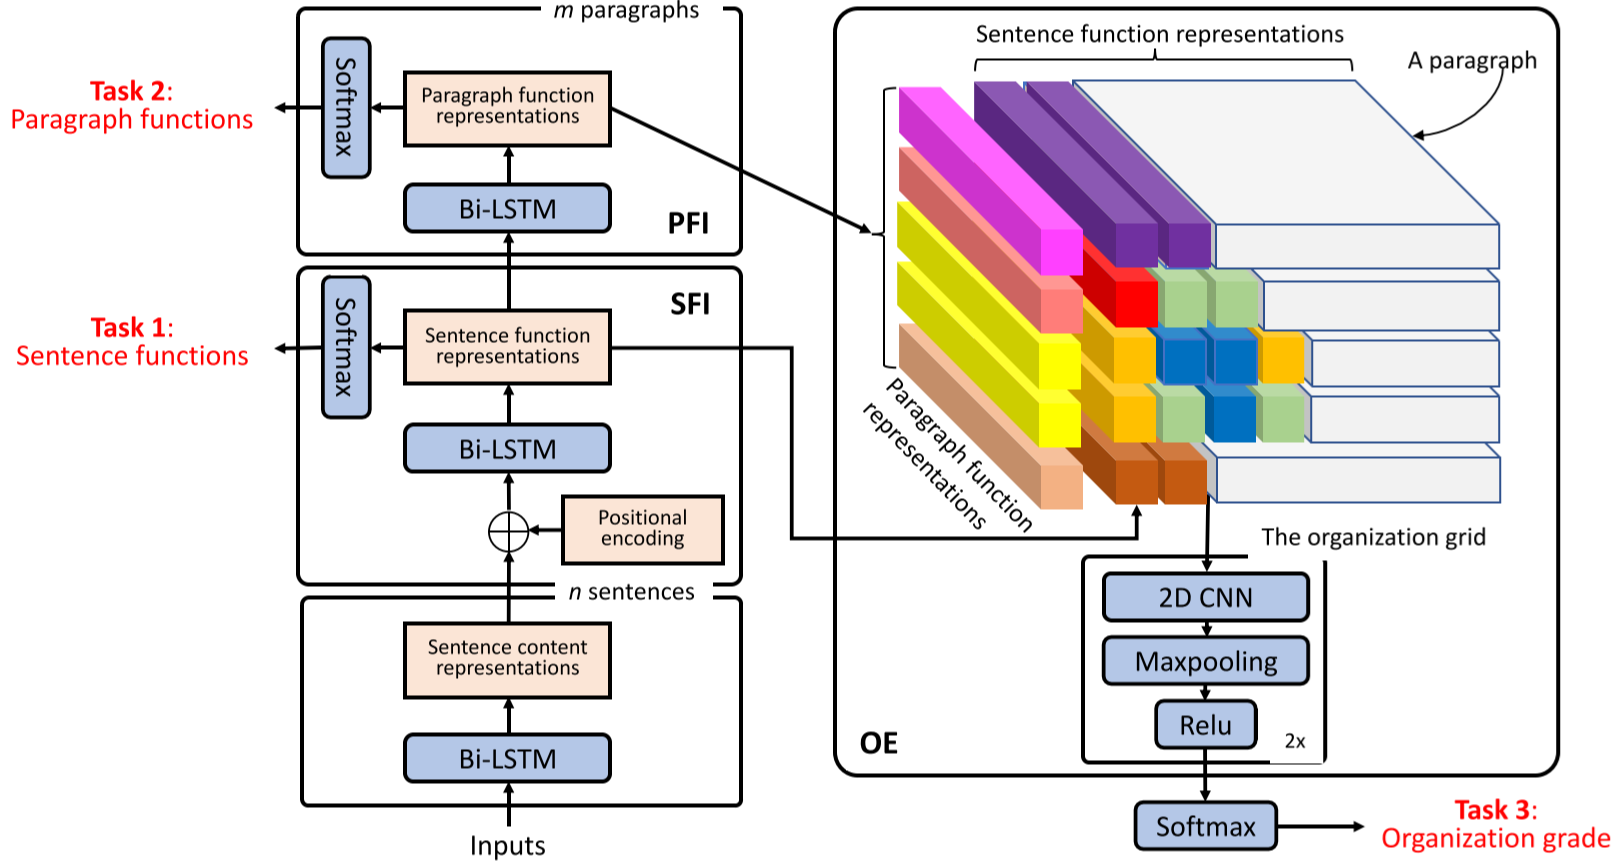 m paragraphs
Softmax
Paragraph function
representations
Task 2:
Paragraph functions
Bi-LSTM
PFI
SFI
Softmax
Sentence function
representations
Task 1:
Sentence functions
Bi-LSTM
Positional
encoding
n sentences
Sentence content
representations
Bi-LSTM
Inputs
Sentence function representations
A paragraph
Paragraph function
representations
The organization grid
2D CNN
Maxpooling
Relu
2x
OE
Softmax
Task 3:
Organization grade